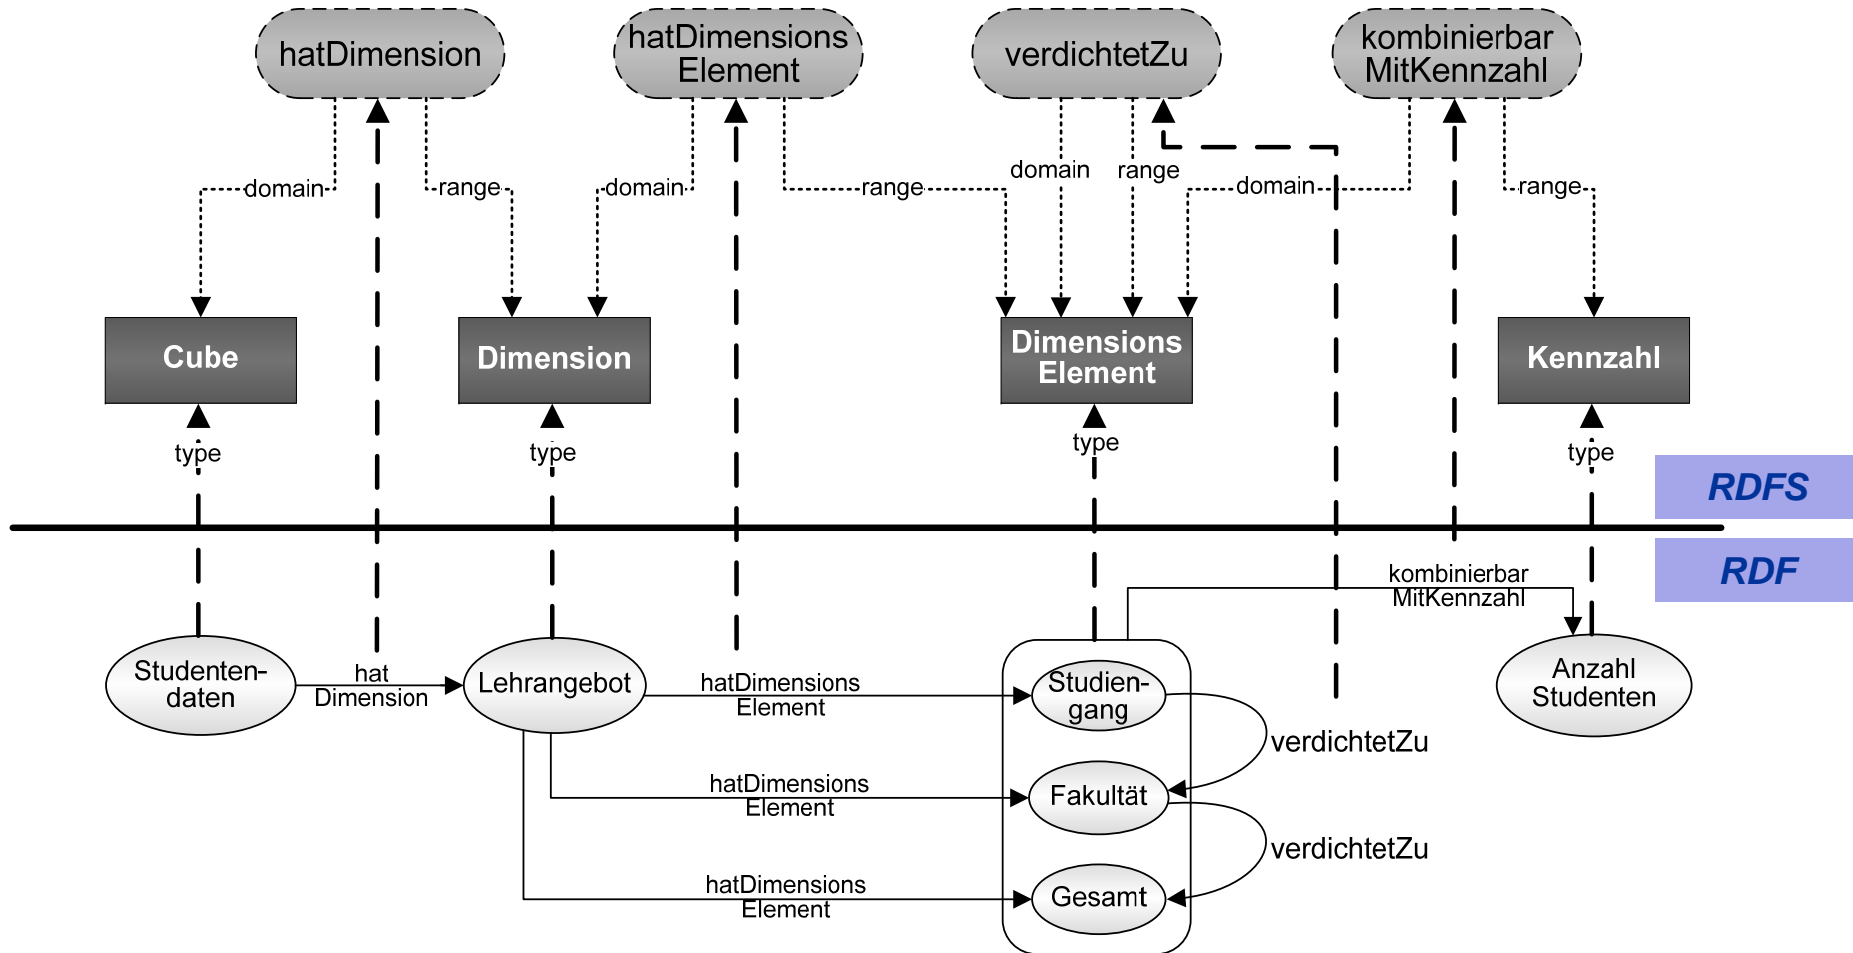 hatDimension
hatDimensions
Element
verdichtetZu
kombinierbar
MitKennzahl
domain
range
domain
range
domain
range
domain
range
Cube
Dimension
Dimensions
Element
Kennzahl
type
type
type
type
RDFS
RDF
kombinierbar
MitKennzahl
Studenten-
daten
hat
Dimension
Lehrangebot
hatDimensions
Element
Studien-
gang
Anzahl
Studenten
verdichtetZu
hatDimensions
Element
Fakultät
verdichtetZu
hatDimensions
Element
Gesamt